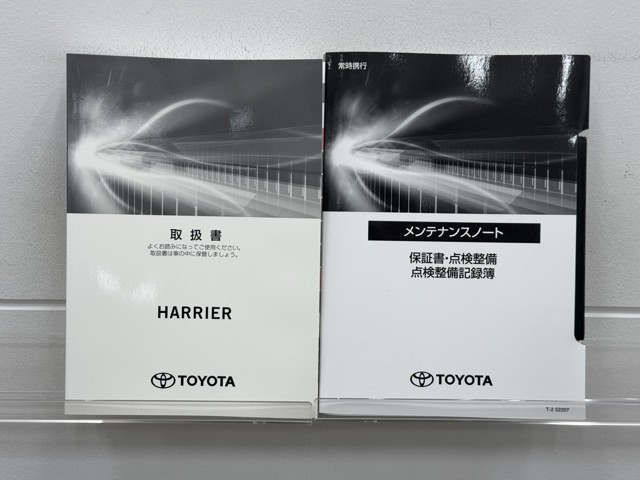 取扱書
よくお読みになってご使用ください。
取扱書は車の中に保管しましょう。
HARRIER
TOYOTA
常時携行
メンテナンスノート
保証書・点検整備
点検整備記録簿
TOYOTA
T-2 52207